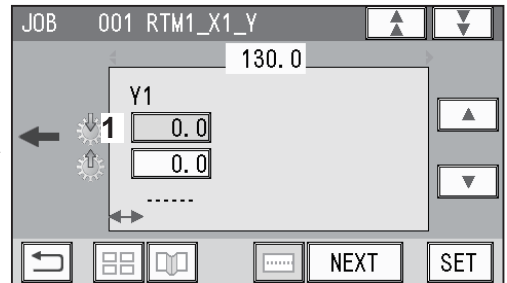 JOB 001 RTM1_X1_Y
130.0
Y1
1 0.0
0.0
------
NEXT SET